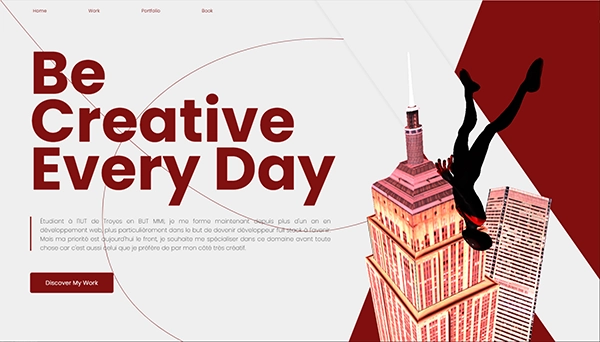 Home Work Portfolio Book
Be
Creative
Every Day
Étudiant à l'IUT de Troyes en BUT MMI, je me forme maintenant depuis plus d'un an en
développement web, plus particulièrement dans le but de devenir développeur full stack à l'avenir.
Mais ma priorité est aujourd'hui le front, je souhaite me spécialiser dans ce domaine avant toute
chose car c'est aussi celui que je préfère de par mon côté très créatif.
Discover My Work